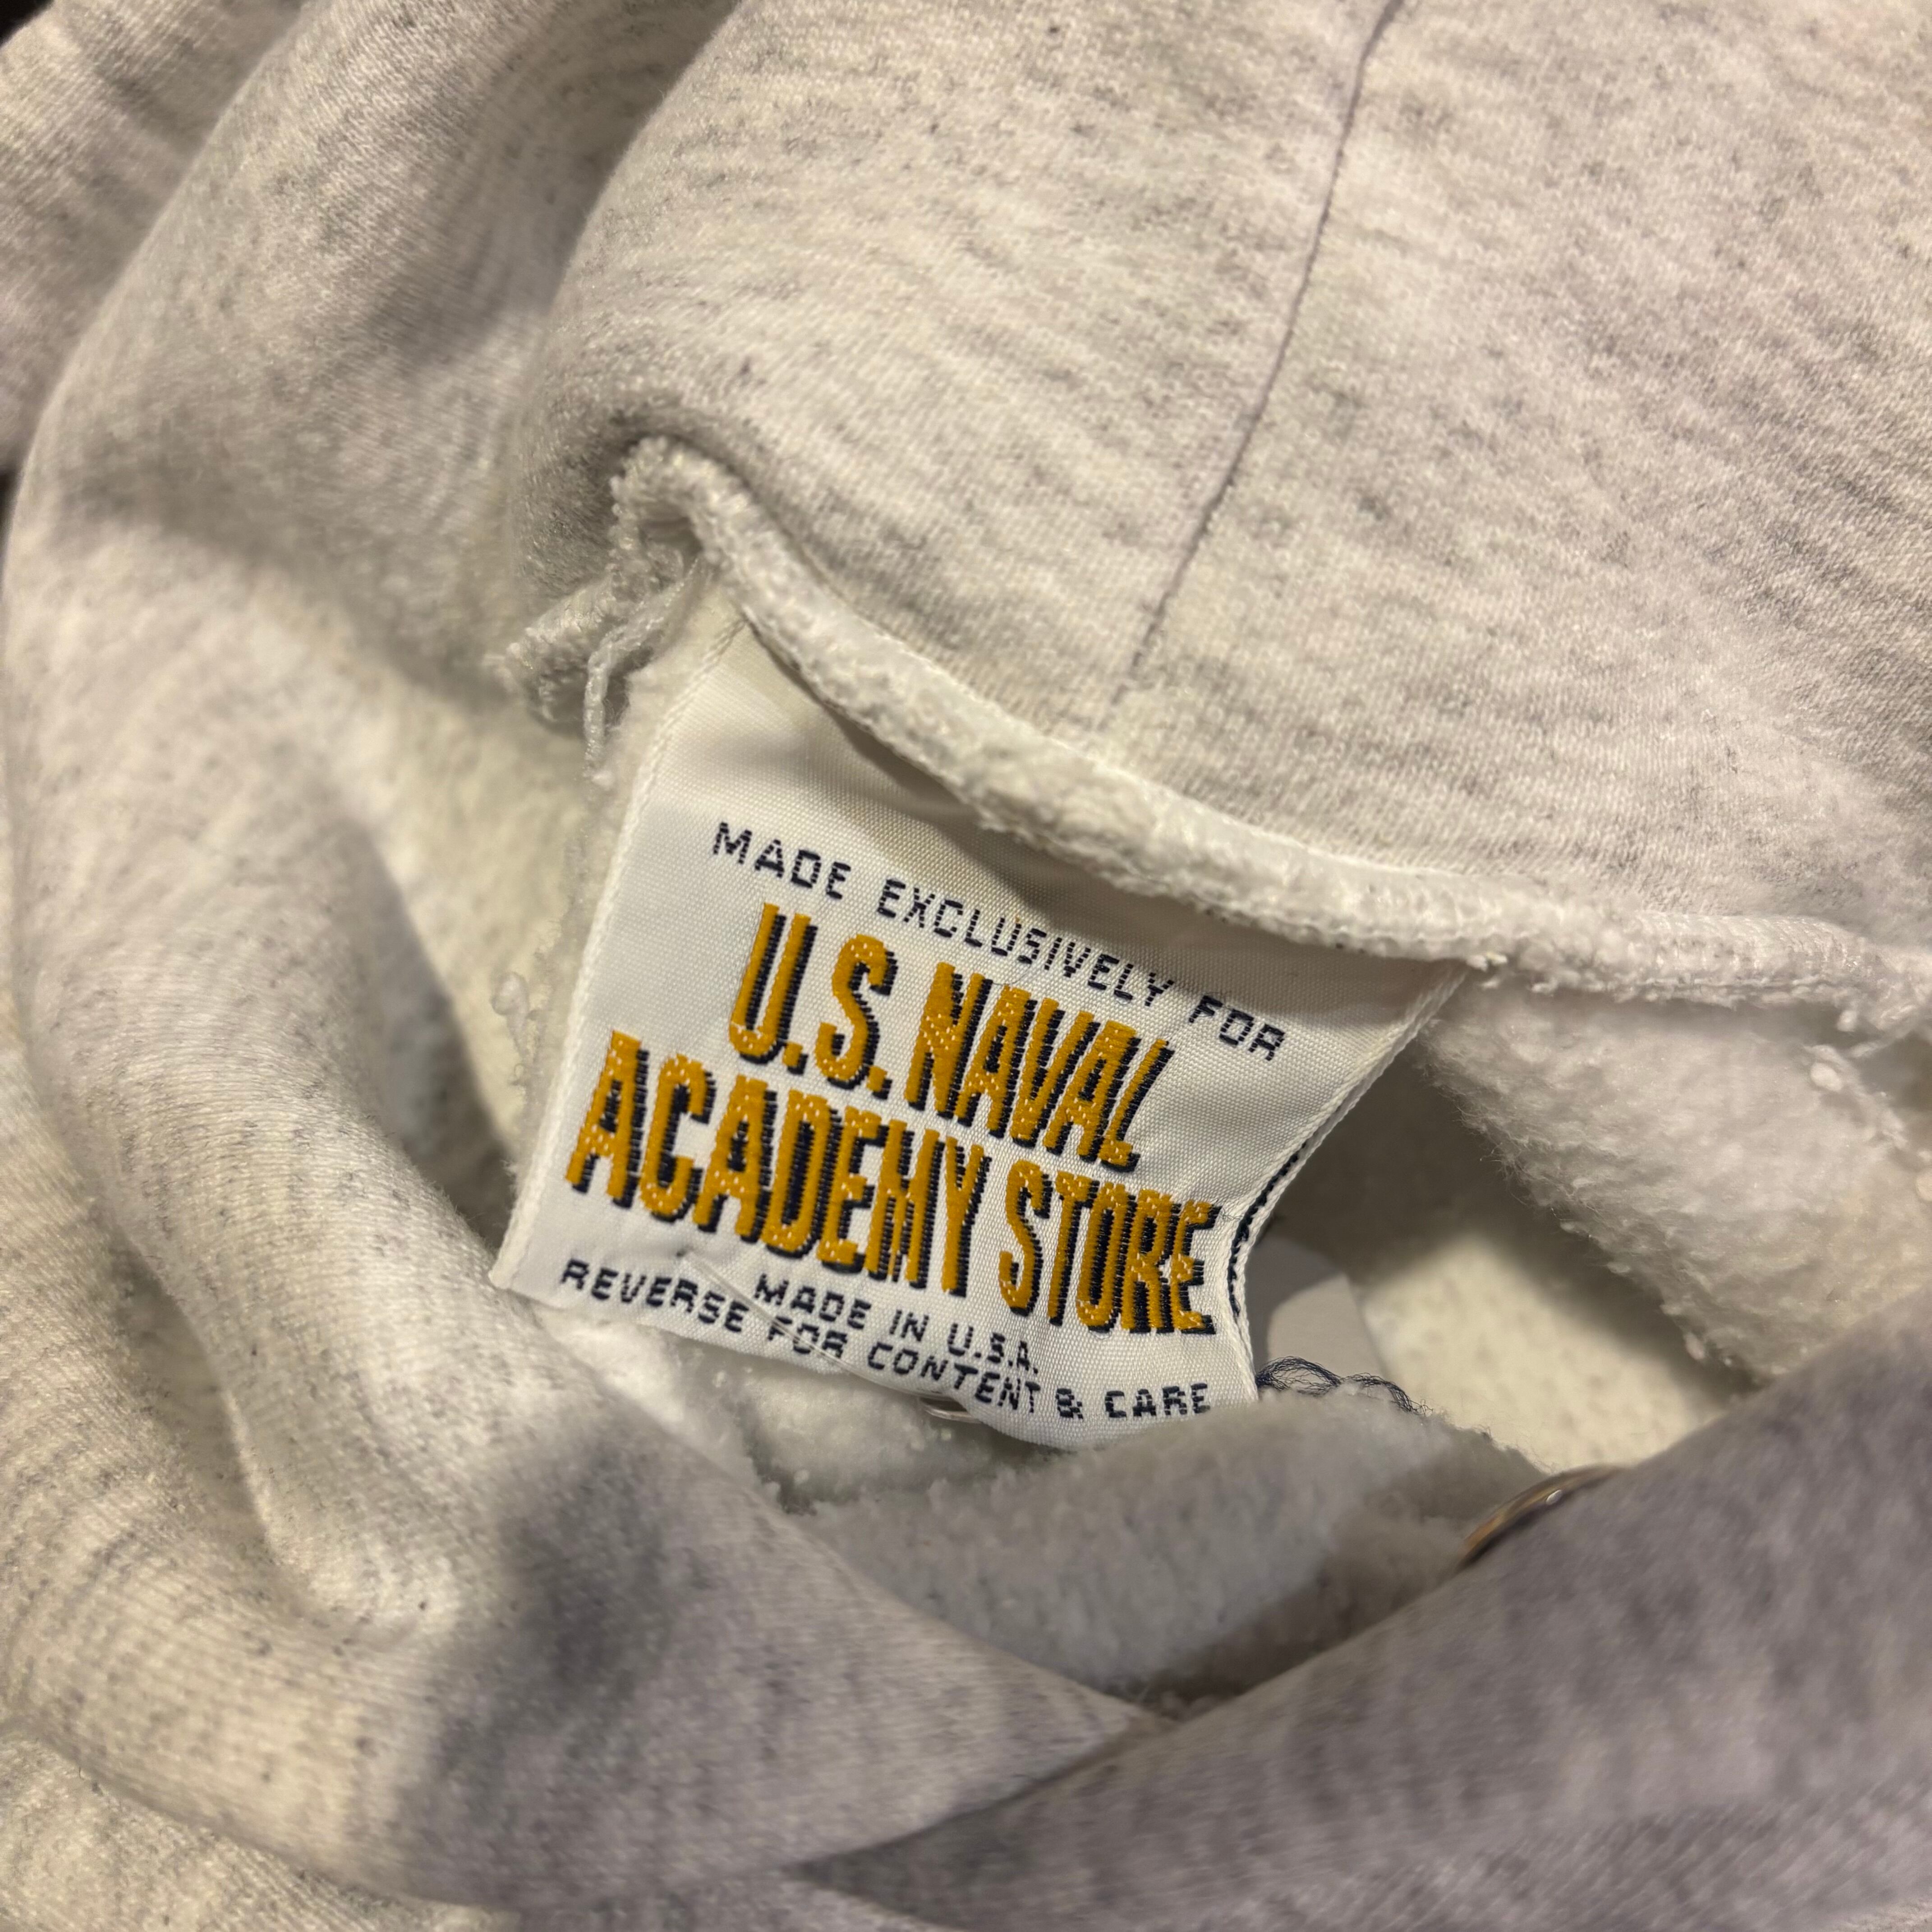 MADE EXCLUSIVELY FOR
U.S. NAVAL
ACADEMY STORE
MADE IN U.S.A.
REVERSE FOR CONTENT & CARE